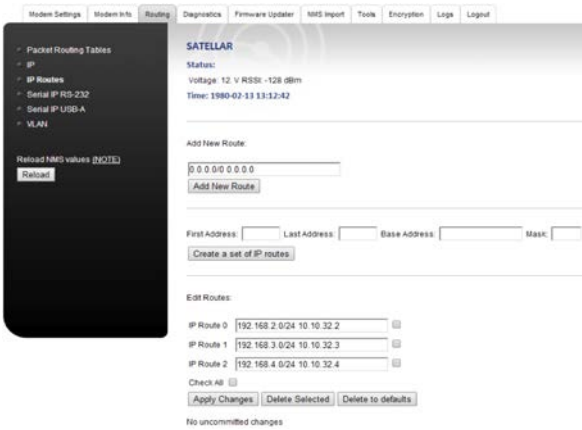 Modem Settings Modem Info Routing Diagnostics Firmware Updater NMS Import Tools Encryption Logs Logout
Packet Routing Tables
IP
IP Routes
Serial IP RS-232
Serial IP USB-A
VLAN
Reload NMS values (NOTE)
Reload
SATELLAR
Status:
Voltage: 12. V RSSI: -128 dBm
Time: 1980-02-13 13:12:42
Add New Route:
0.0.0.0/0 0.0.0.0
Add New Route
First Address: Last Address: Base Address: Mask:
Create a set of IP routes
Edit Routes:
IP Route 0 192.168.2.0/24 10.10.32.2
IP Route 1 192.168.3.0/24 10.10.32.3
IP Route 2 192.168.4.0/24 10.10.32.4
Check All
Apply Changes Delete Selected Delete to defaults
No uncommitted changes